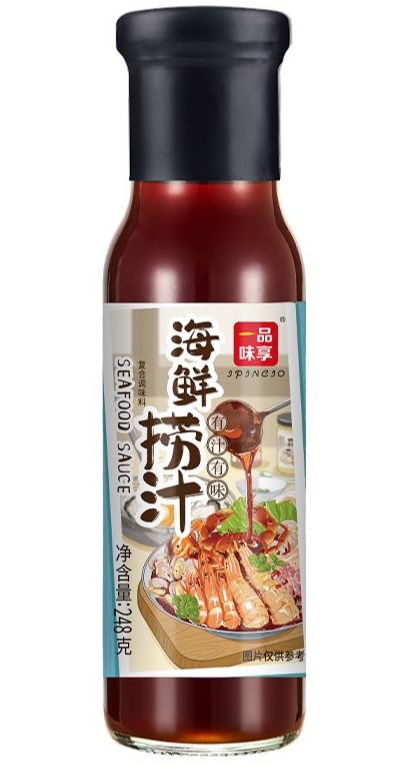 一品
味享
®
IPINCIO
海鲜
捞汁
有汁有味
复合调味料
SEAFOOD SAUCE
净含量:248克
图片仅供参考